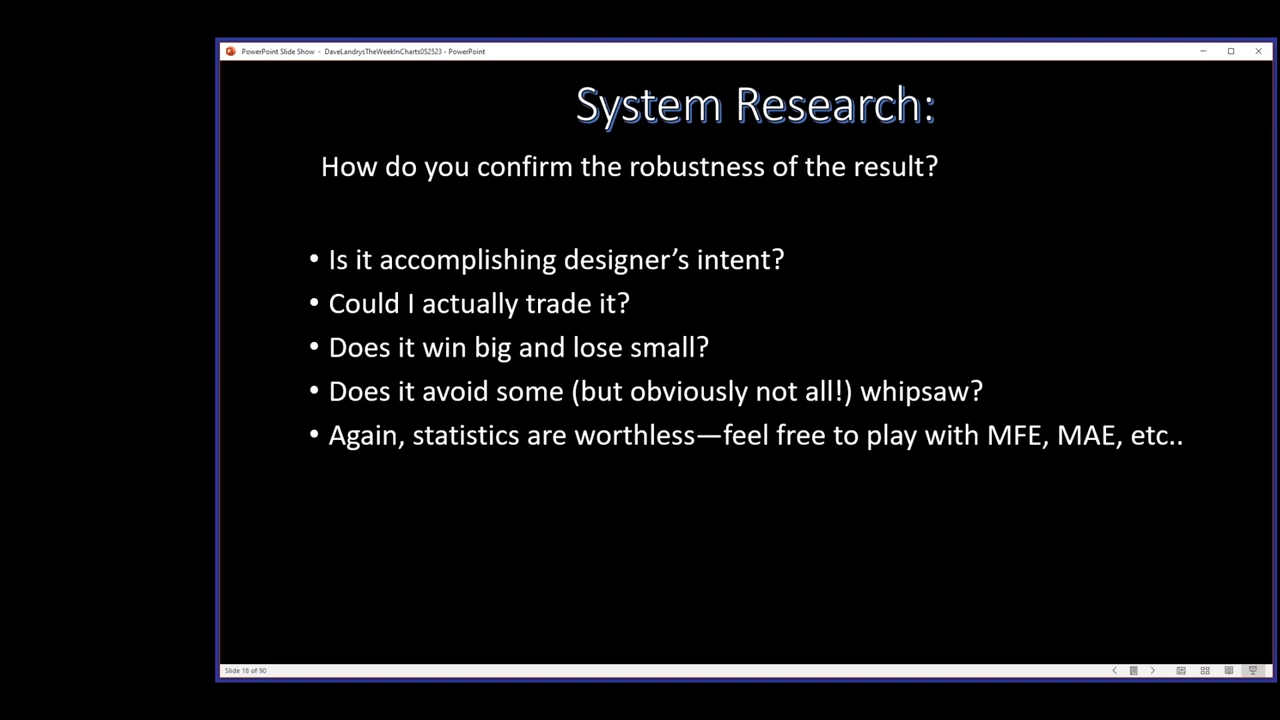 PowerPoint Slide Show - DaveLandrysTheWeekInCharts052523 - PowerPoint
System Research:
How do you confirm the robustness of the result?
• Is it accomplishing designer’s intent?
• Could I actually trade it?
• Does it win big and lose small?
• Does it avoid some (but obviously not all!) whipsaw?
• Again, statistics are worthless—feel free to play with MFE, MAE, etc..
Slide 18 of 90